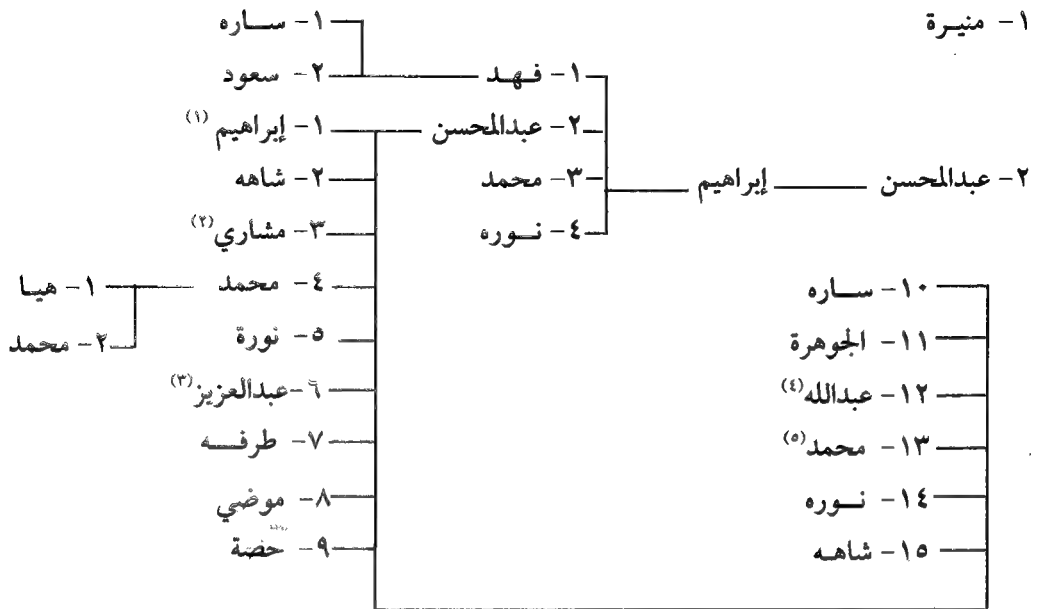 ١- منيرة
٢- عبدالمحسن
إبراهيم
١- فهد
٢- عبدالمحسن
٣- محمد
٤- نوره
١- ساره
٢- سعود
١- إبراهيم (١)
٢- شاهه
٣- مشاري (٢)
٤- محمد
٥- نورة
٦- عبدالعزيز (٣)
٧- طرفه
٨- موضي
٩- حصة
١- هيا
٢- محمد
١٠- ساره
١١- الجوهرة
١٢- عبدالله (٤)
١٣- محمد (٥)
١٤- نوره
١٥- شاهه